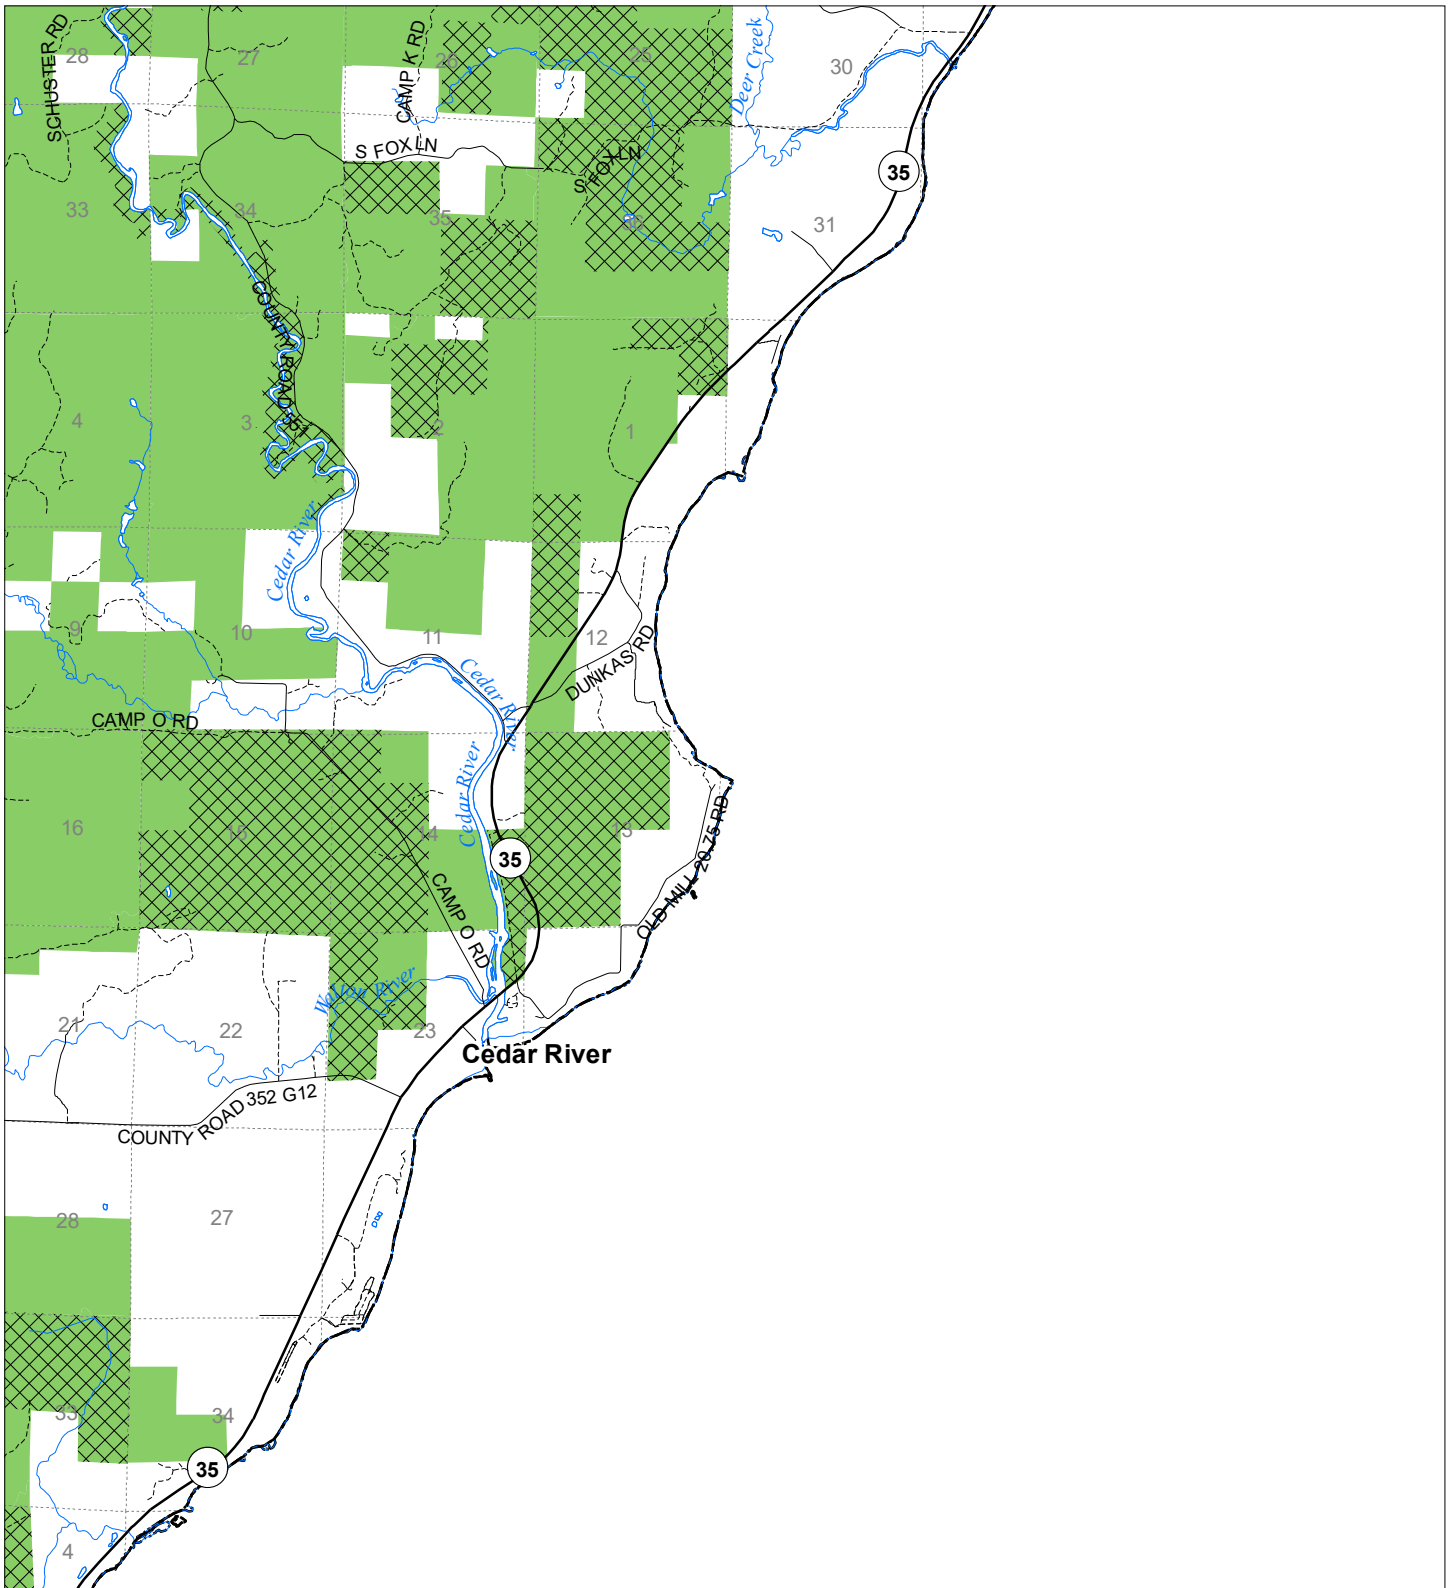 SCHUSTER RD
28
27
CAMP K RD
26
25
Deer Creek
30
S FOX LN
S FOX LN
35
33
34
35
36
31
COUNTY ROAD 551
4
3
2
1
Cedar River
9
10
11
12
DUNKAS RD
Cedar River
CAMP O RD
Cedar River
16
15
14
13
35
OLD MILL 20.75 RD
CAMP O RD
Walton River
21
22
23
Cedar River
COUNTY ROAD 352 G12
28
27
33
34
35
4